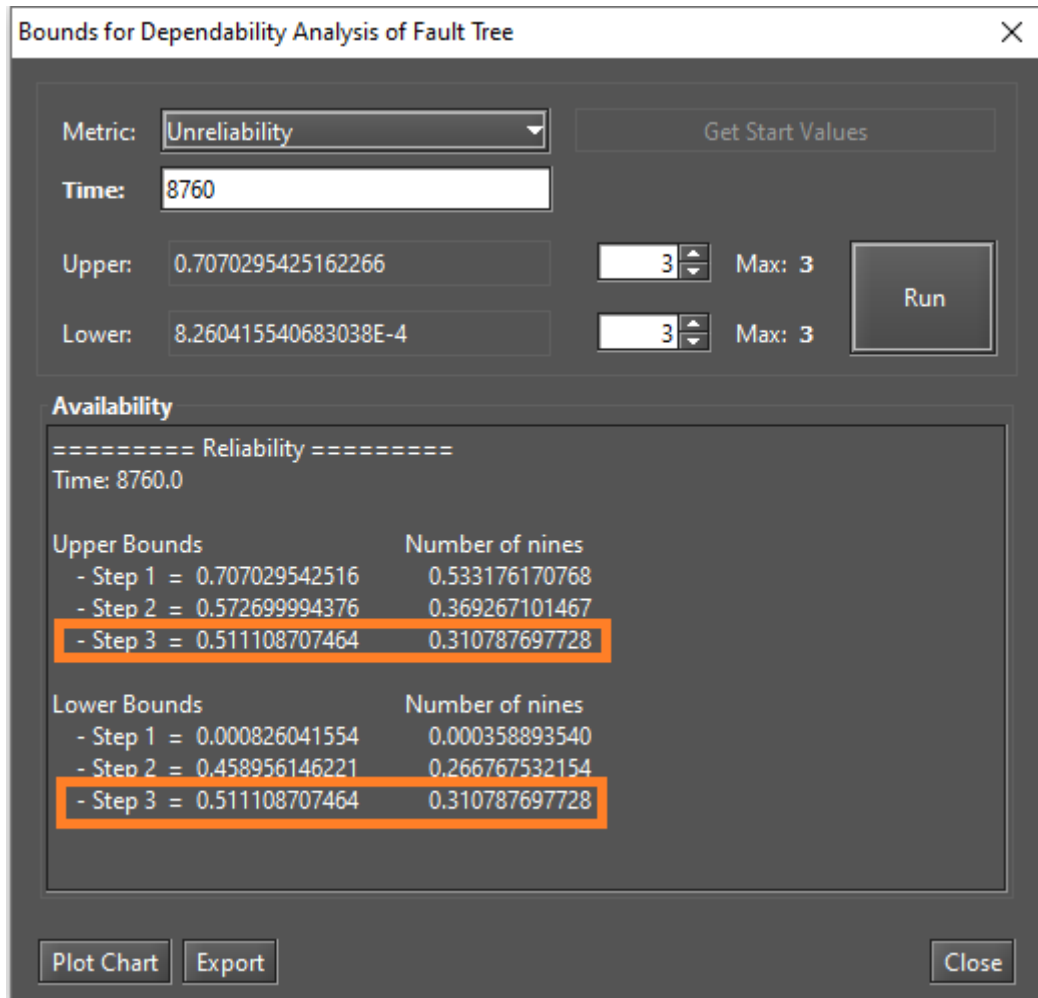 Bounds for Dependability Analysis of Fault Tree
Metric: Unreliability Get Start Values
Time: 8760
Upper: 0.7070295425162266 3 Max: 3
Run
Lower: 8.260415540683038E-4 3 Max: 3
Availability
========= Reliability =========
Time: 8760.0
Upper Bounds Number of nines
- Step 1 = 0.707029542516 0.533176170768
- Step 2 = 0.572699994376 0.369267101467
- Step 3 = 0.511108707464 0.310787697728
Lower Bounds Number of nines
- Step 1 = 0.000826041554 0.000358893540
- Step 2 = 0.458956146221 0.266767532154
- Step 3 = 0.511108707464 0.310787697728
Plot Chart Export Close